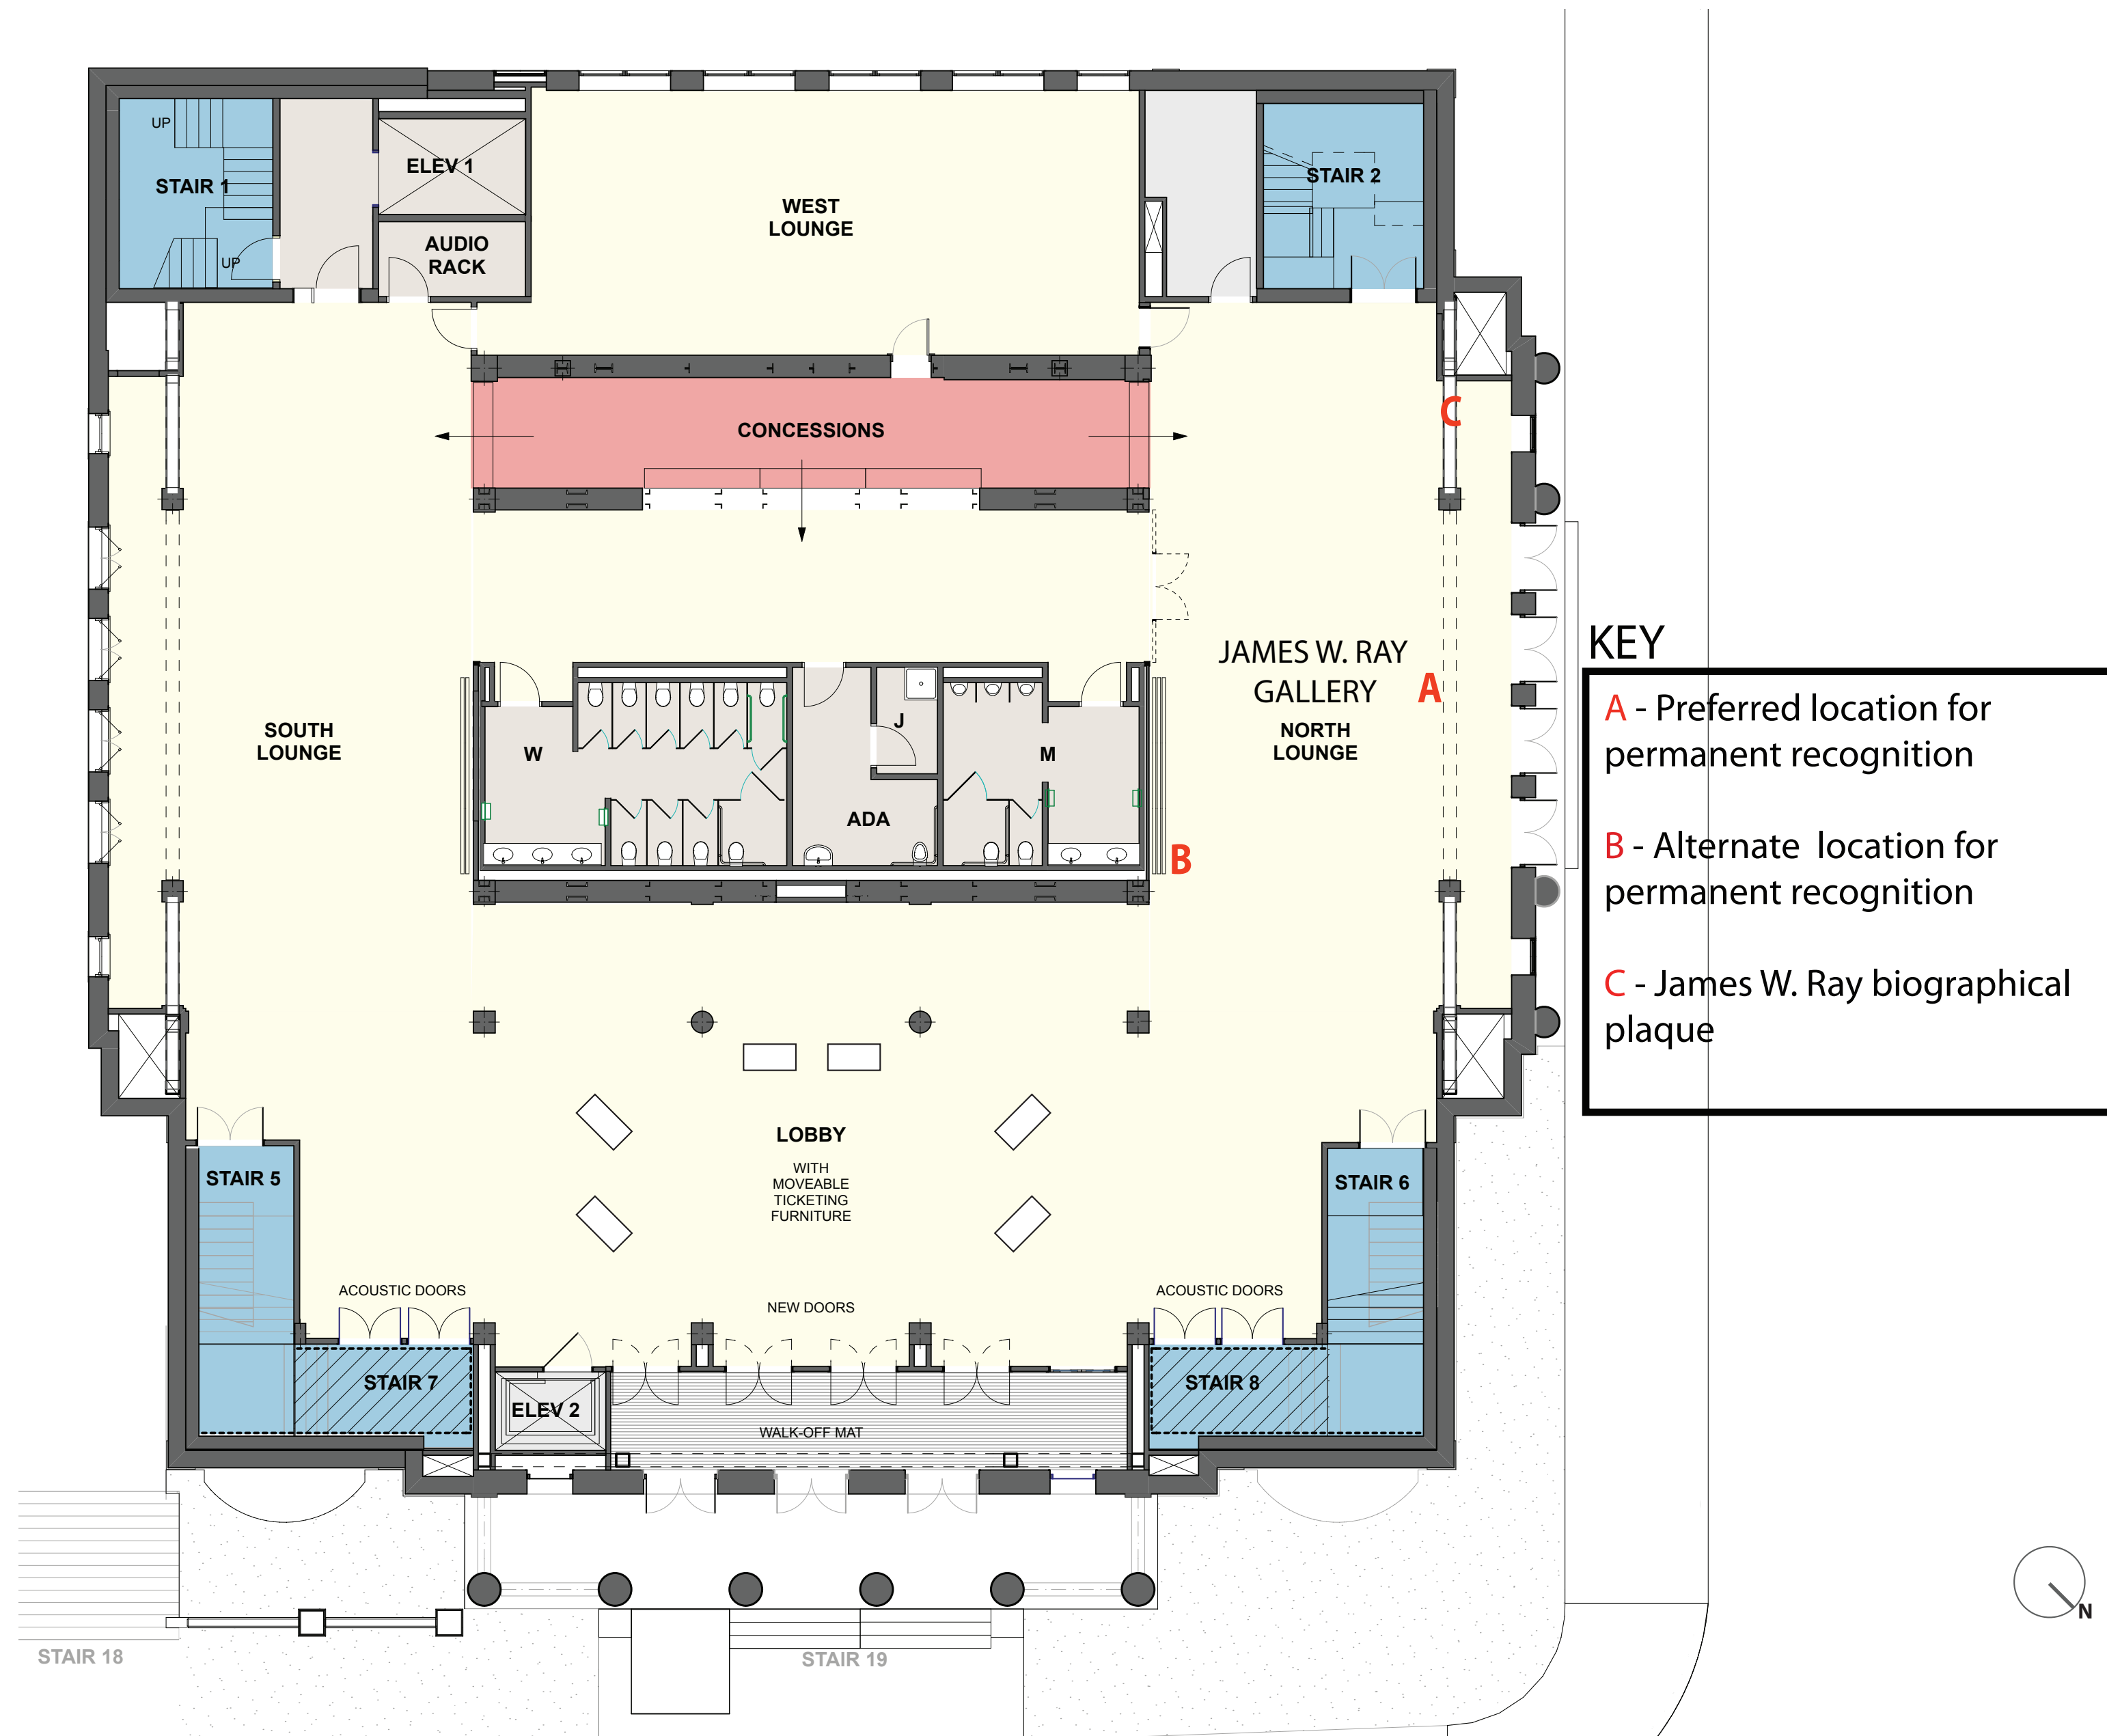 UP
STAIR 1
UP
ELEV 1
AUDIO
RACK
WEST
LOUNGE
STAIR 2
CONCESSIONS
C
SOUTH
LOUNGE
W
J
ADA
M
JAMES W. RAY
GALLERY
NORTH
LOUNGE
A
B
KEY
A - Preferred location for
permanent recognition
B - Alternate  location for
permanent recognition
C - James W. Ray biographical
plaque
LOBBY
WITH
MOVEABLE
TICKETING
FURNITURE
STAIR 5
STAIR 6
ACOUSTIC DOORS
NEW DOORS
ACOUSTIC DOORS
STAIR 7
ELEV 2
WALK-OFF MAT
STAIR 8
STAIR 18
STAIR 19
N